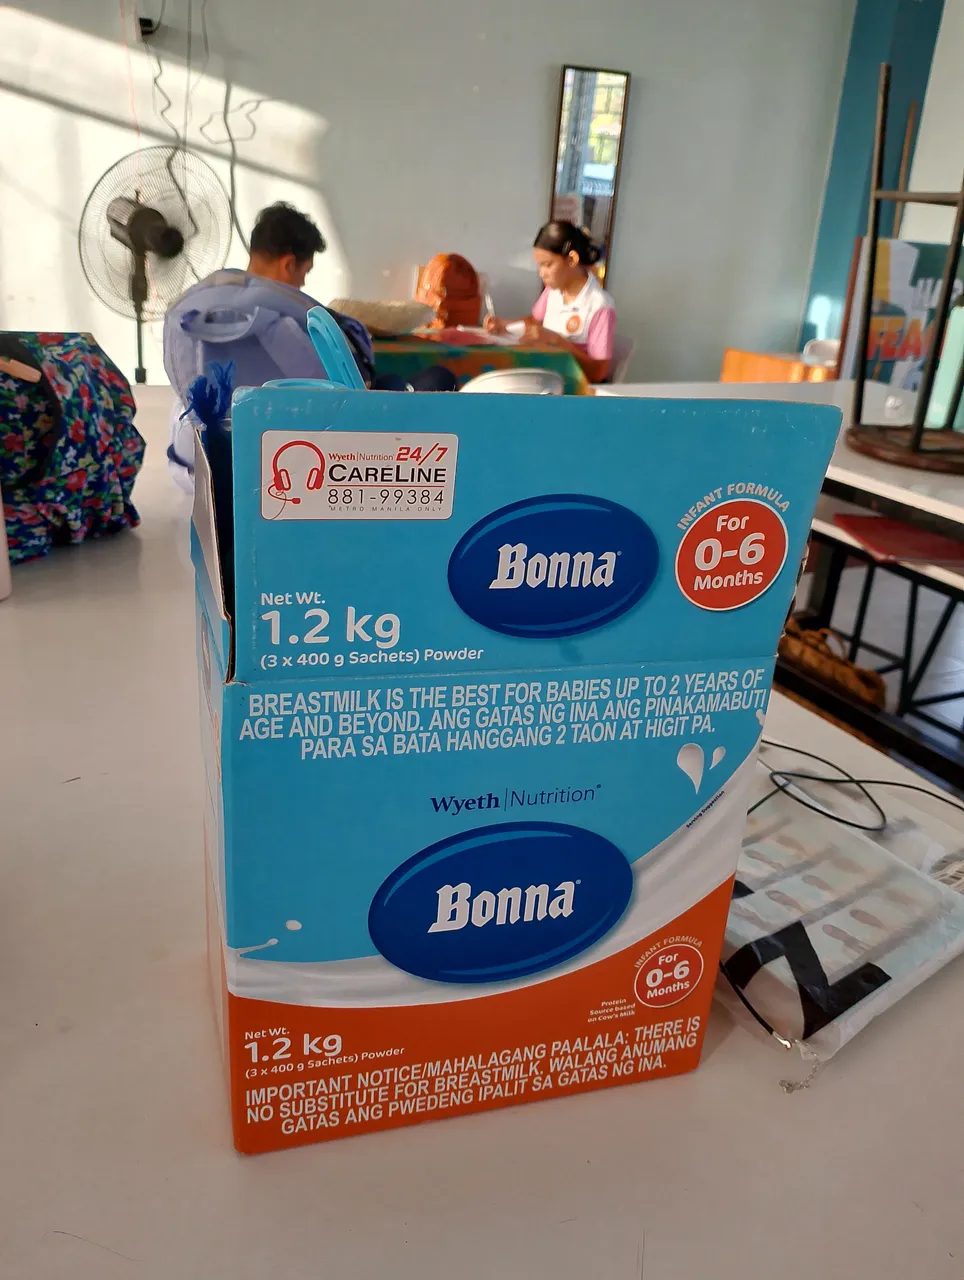 Wyeth|Nutrition 24/7
CARELINE
881-99384
METRO MANILA ONLY
Bonna
INFANT FORMULA
For
0-6
Months
Net Wt.
1.2 kg
(3 x 400 g Sachets) Powder
BREASTMILK IS THE BEST FOR BABIES UP TO 2 YEARS OF
AGE AND BEYOND. ANG GATAS NG INA ANG PINAKAMABUTI
PARA SA BATA HANGGANG 2 TAON AT HIGIT PA.
Serving Suggestion
Wyeth|Nutrition®
Bonna®
INFANT FORMULA
For
0-6
Months
Protein
Source based
on Cow's Milk
Net Wt.
1.2 kg
(3 x 400 g Sachets) Powder
IMPORTANT NOTICE/MAHALAGANG PAALALA: THERE IS
NO SUBSTITUTE FOR BREASTMILK, WALANG ANUMANG
GATAS ANG PWEDENG IPALIT SA GATAS NG INA.